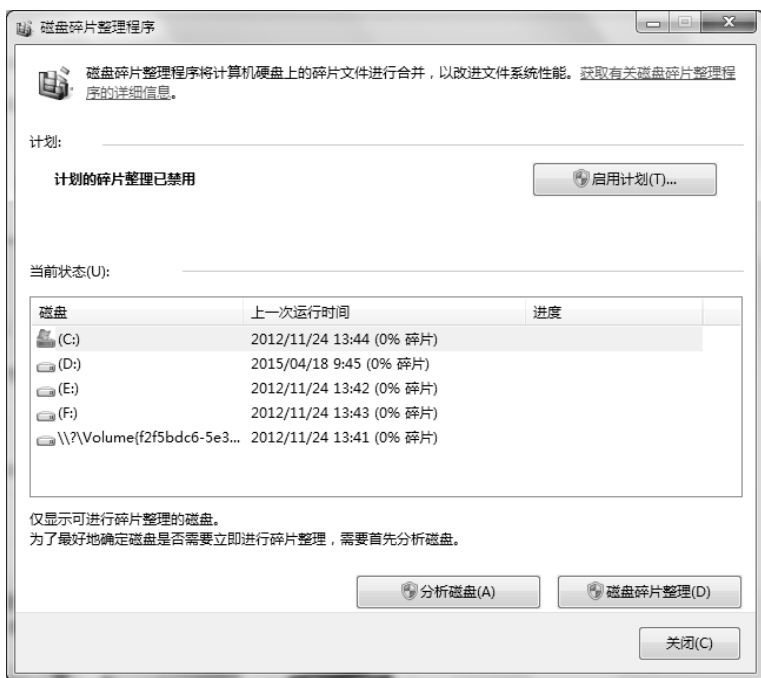 磁盘碎片整理程序
磁盘碎片整理程序将计算机硬盘上的碎片文件进行合并，以改进文件系统性能。获取有关磁盘碎片整理程
序的详细信息。
计划:
计划的碎片整理已禁用
启用计划(T)...
当前状态(U):
磁盘 上一次运行时间 进度
(C:) 2012/11/24 13:44 (0% 碎片)
(D:) 2015/04/18 9:45 (0% 碎片)
(E:) 2012/11/24 13:42 (0% 碎片)
(F:) 2012/11/24 13:43 (0% 碎片)
\\?\Volume{f2f5bdc6-5e3... 2012/11/24 13:41 (0% 碎片)
仅显示可进行碎片整理的磁盘。
为了最好地确定磁盘是否需要立即进行碎片整理，需要首先分析磁盘。
分析磁盘(A) 磁盘碎片整理(D)
关闭(C)